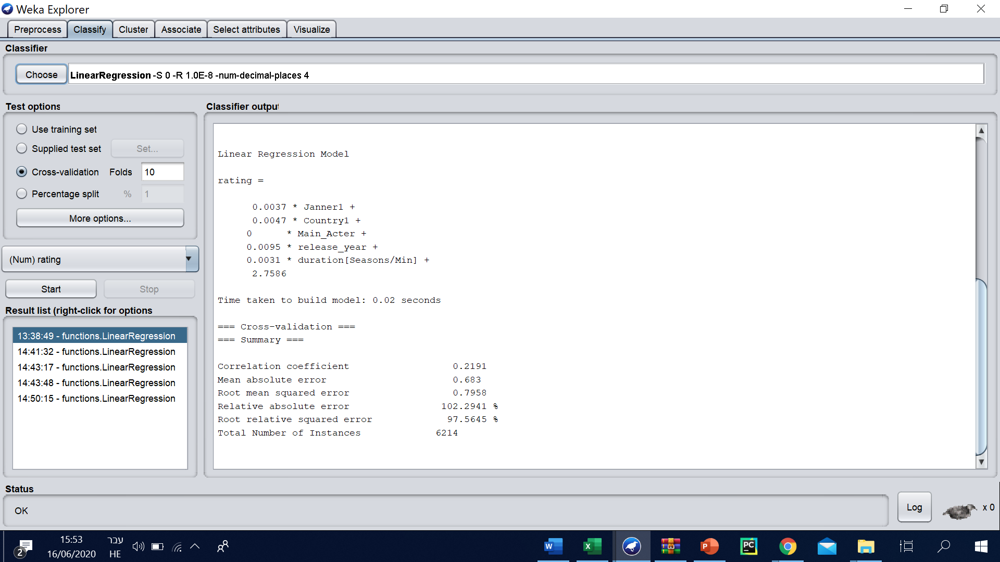 Weka Explorer
Preprocess Classify Cluster Associate Select attributes Visualize
Classifier
Choose LinearRegression -S 0 -R 1.0E-8 -num-decimal-places 4
Test options
Use training set
Supplied test set Set...
Cross-validation Folds 10
Percentage split % 1
More options...
(Num) rating
Start Stop
Result list (right-click for options
13:38:49 - functions.LinearRegression
14:41:32 - functions.LinearRegression
14:43:17 - functions.LinearRegression
14:43:48 - functions.LinearRegression
14:50:15 - functions.LinearRegression
Classifier output
Linear Regression Model
rating =
0.0037 * Janner1 +
0.0047 * Country1 +
0 * Main_Acter +
0.0095 * release_year +
0.0031 * duration[Seasons/Min] +
2.7586
Time taken to build model: 0.02 seconds
=== Cross-validation ===
=== Summary ===
Correlation coefficient 0.2191
Mean absolute error 0.683
Root mean squared error 0.7958
Relative absolute error 102.2941 %
Root relative squared error 97.5645 %
Total Number of Instances 6214
Status
OK
Log x 0
2
15:53
16/06/2020
עבר
HE
W X P PC